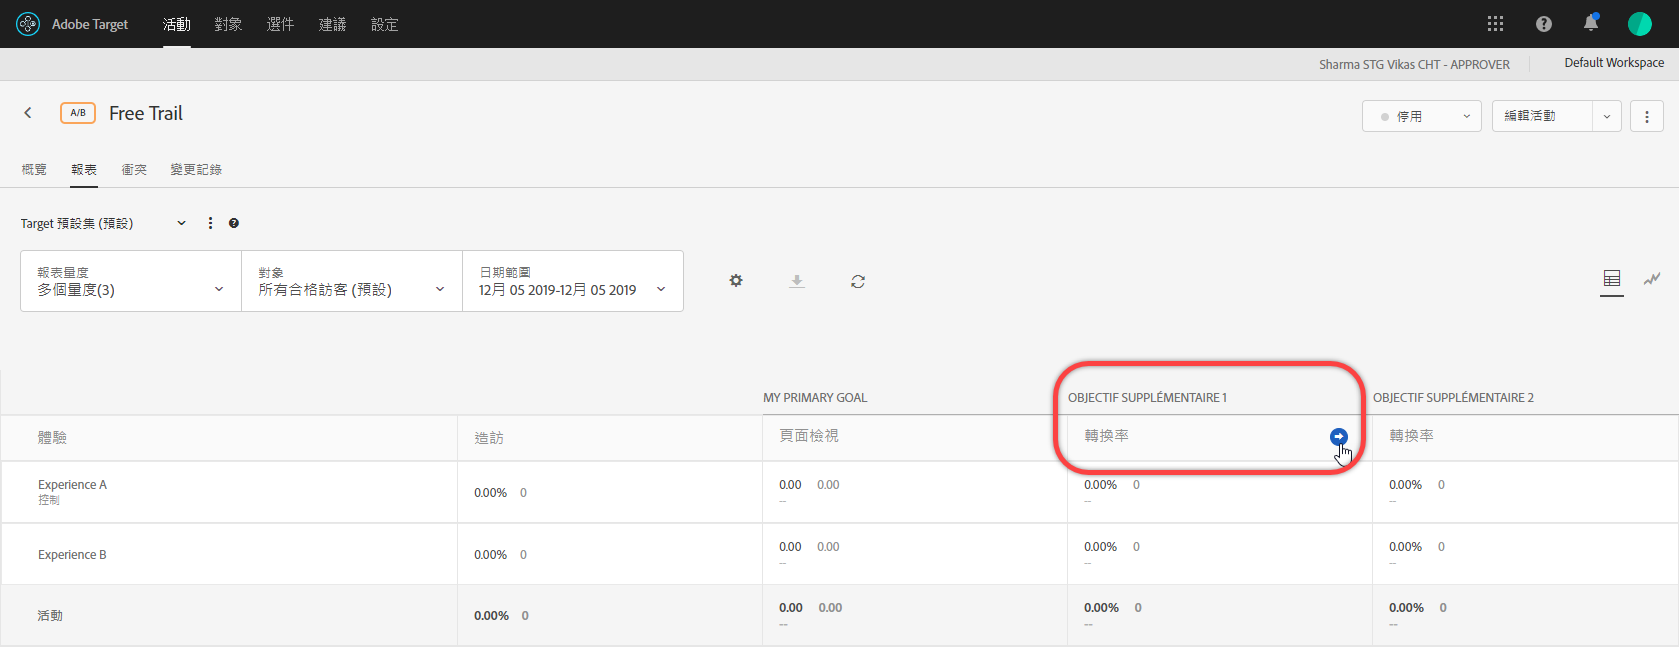 Adobe Target 活動 對象 選件 建議 設定
Sharma STG Vikas CHT - APPROVER Default Workspace
A/B Free Trail 停用 編輯活動
概覽 報表 衝突 變更記錄
Target 預設集 (預設)
報表量度 對象 日期範圍
多個量度(3) 所有合格訪客 (預設) 12月 05 2019-12月 05 2019
MY PRIMARY GOAL OBJECTIF SUPPLÉMENTAIRE 1 OBJECTIF SUPPLÉMENTAIRE 2
體驗 造訪 頁面檢視 轉換率 轉換率
Experience A 0.00% 0 0.00 0.00 0.00% 0 0.00% 0
控制 -- -- --
Experience B 0.00% 0 0.00 0.00 0.00% 0 0.00% 0
-- -- --
活動 0.00% 0 0.00 0.00 0.00% 0 0.00% 0
-- -- --